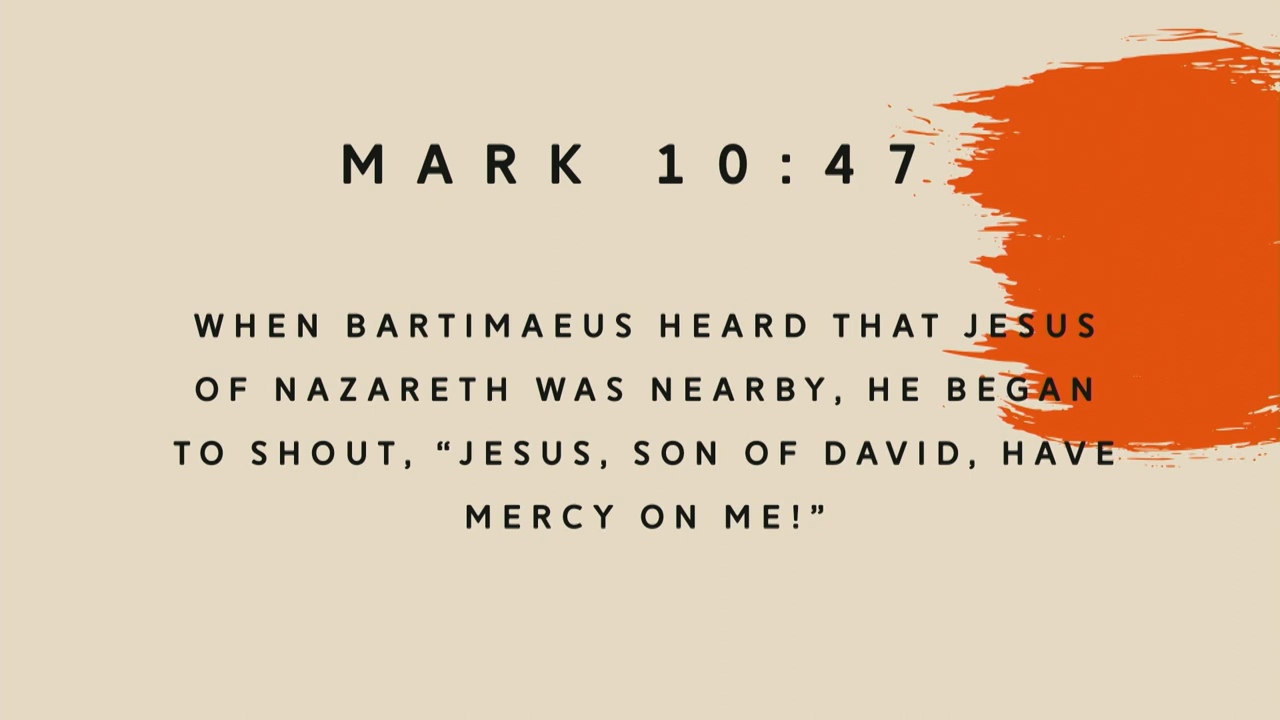 MARK 10:47
WHEN BARTIMAEUS HEARD THAT JESUS
OF NAZARETH WAS NEARBY, HE BEGAN
TO SHOUT, “JESUS, SON OF DAVID, HAVE
MERCY ON ME!”